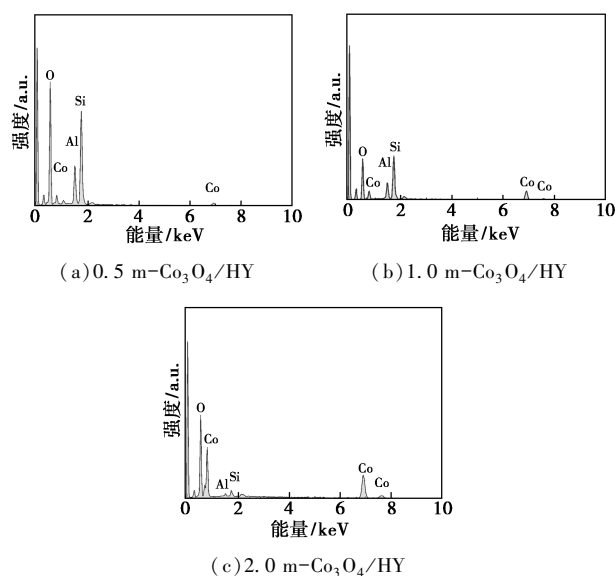 强度/a.u.
O
Si
Al
Co
Co
0 2 4 6 8 10
能量/keV
(a)0.5 m-Co₃O₄/HY
强度/a.u.
O
Si
Al
Co
Co
Co
0 2 4 6 8 10
能量/keV
(b)1.0 m-Co₃O₄/HY
强度/a.u.
O
Co
Al
Si
Co
Co
0 2 4 6 8 10
能量/keV
(c)2.0 m-Co₃O₄/HY